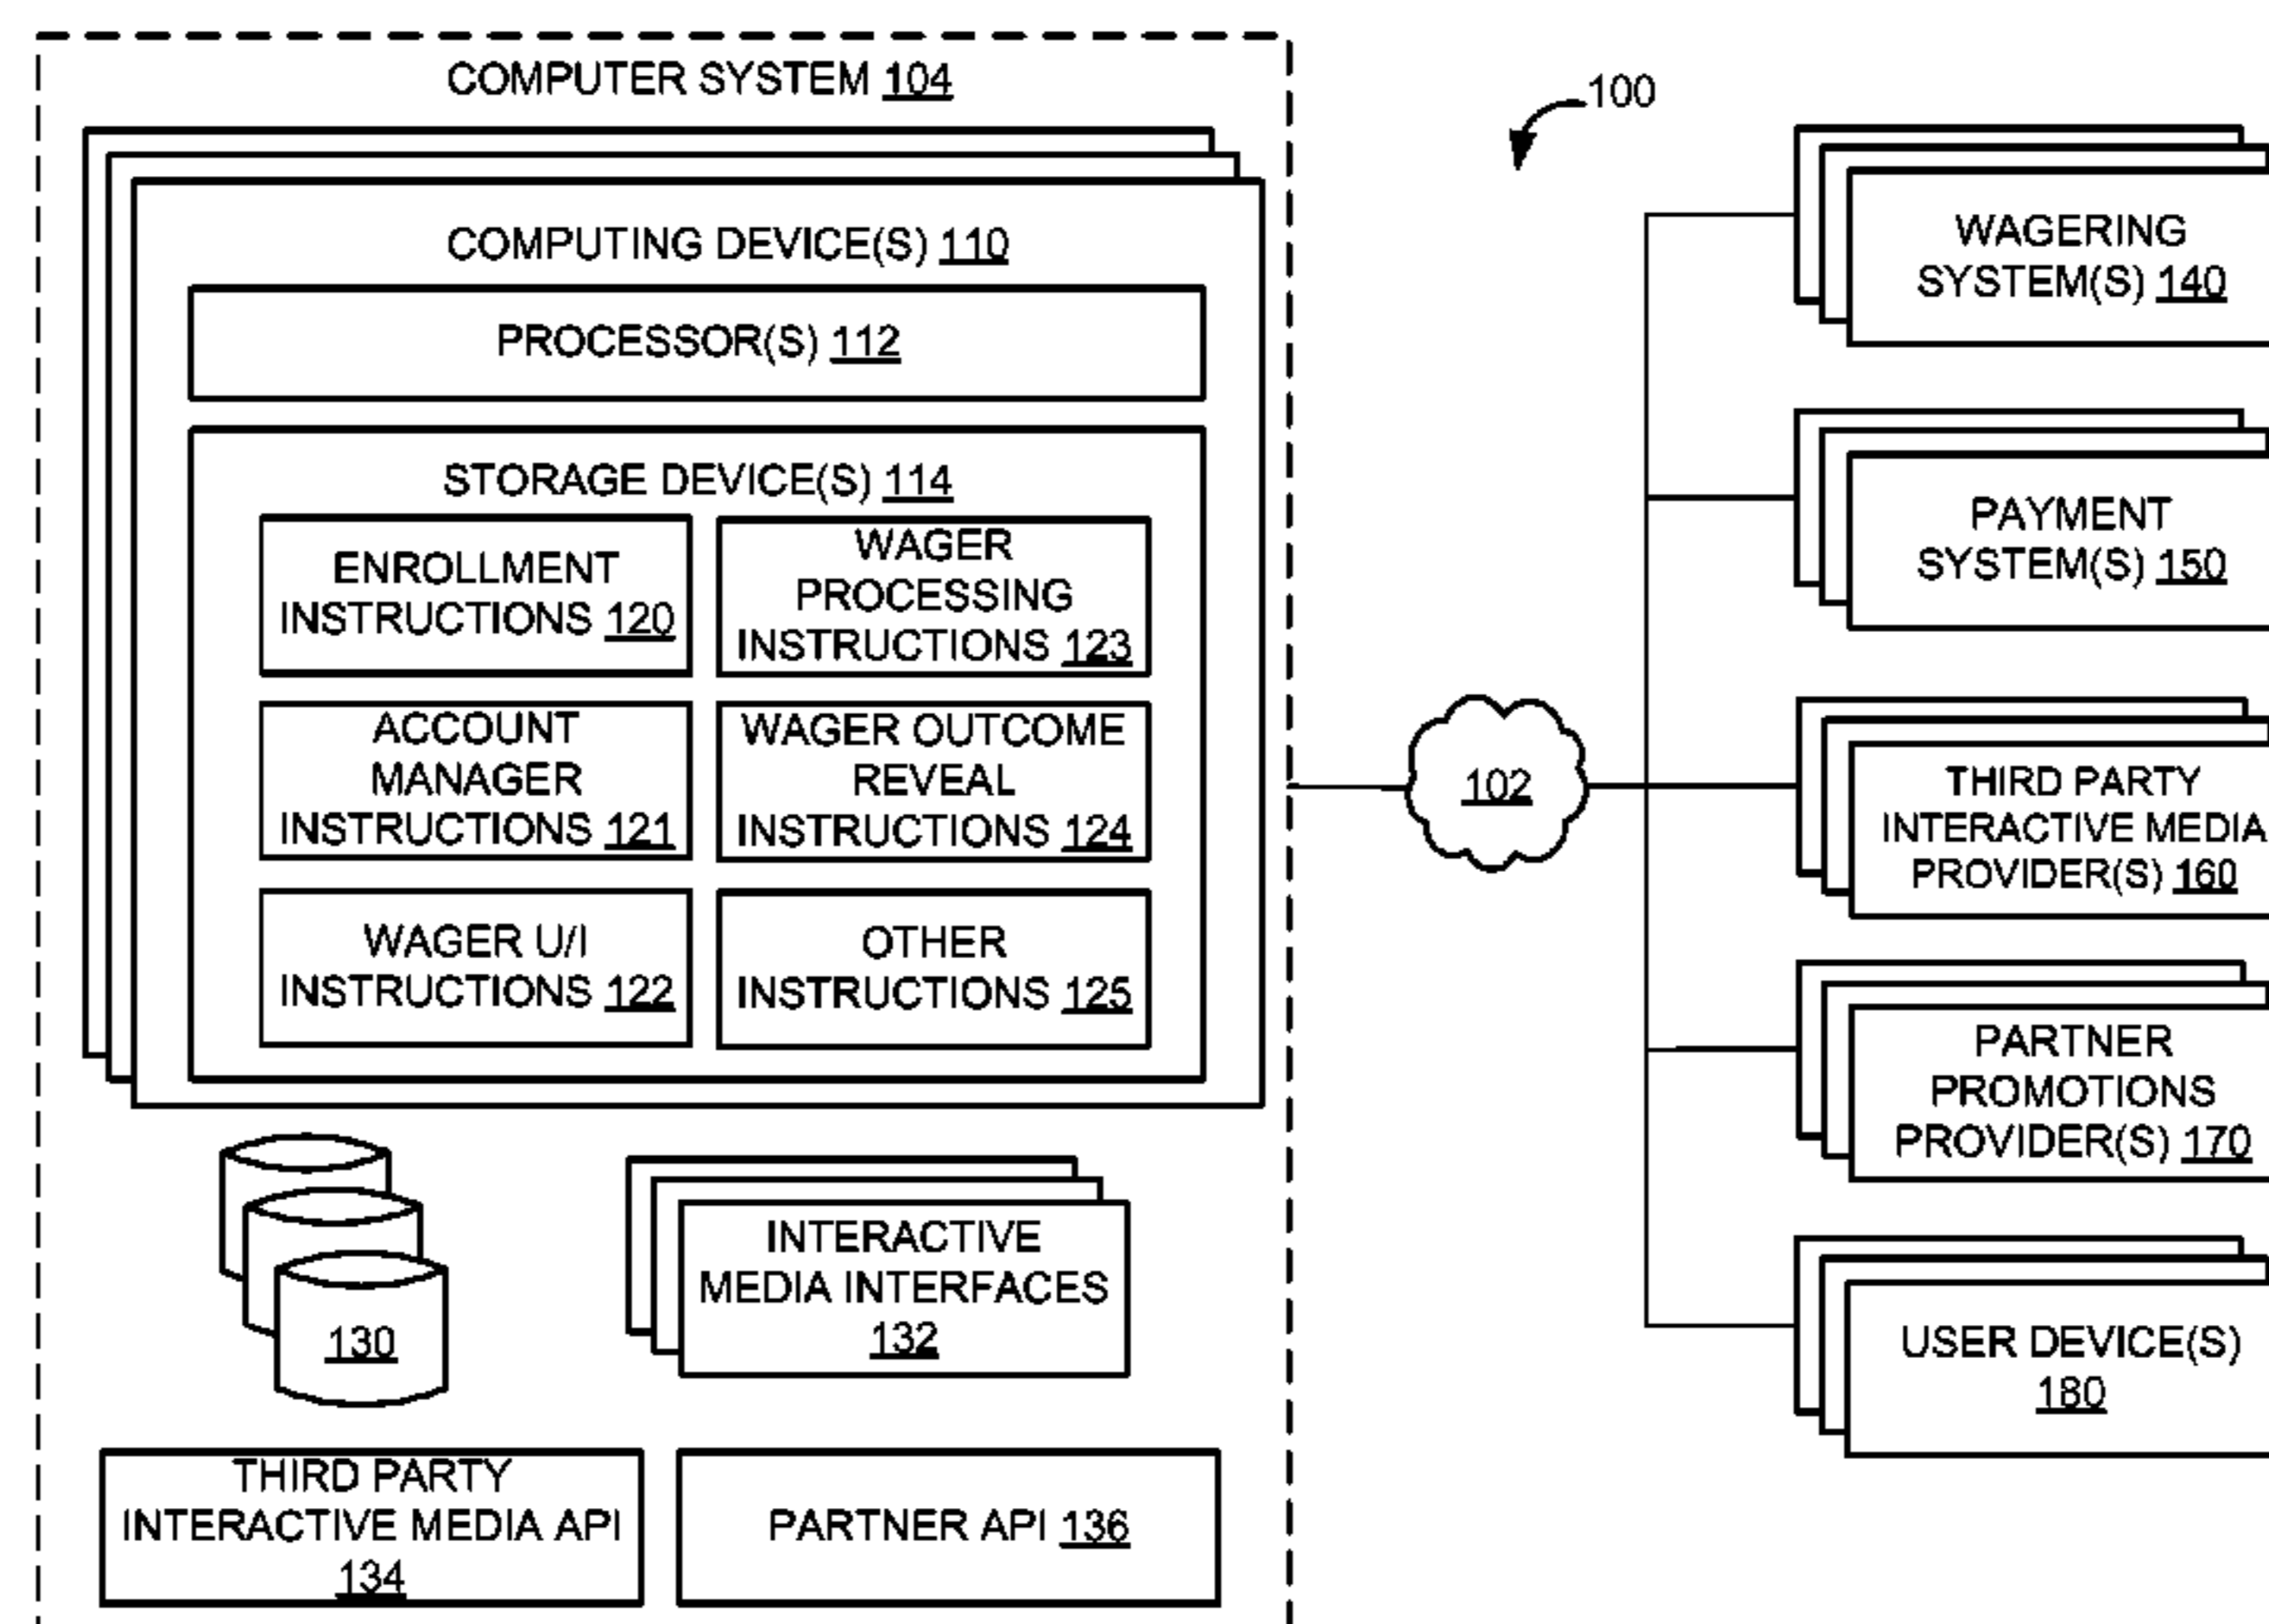 COMPUTER SYSTEM 104
COMPUTING DEVICE(S) 110
PROCESSOR(S) 112
STORAGE DEVICE(S) 114
ENROLLMENT
INSTRUCTIONS 120
WAGER
PROCESSING
INSTRUCTIONS 123
ACCOUNT
MANAGER
INSTRUCTIONS 121
WAGER OUTCOME
REVEAL
INSTRUCTIONS 124
WAGER U/I
INSTRUCTIONS 122
OTHER
INSTRUCTIONS 125
130
INTERACTIVE
MEDIA INTERFACES
132
THIRD PARTY
INTERACTIVE MEDIA API
134
PARTNER API 136
102
100
WAGERING
SYSTEM(S) 140
PAYMENT
SYSTEM(S) 150
THIRD PARTY
INTERACTIVE MEDIA
PROVIDER(S) 160
PARTNER
PROMOTIONS
PROVIDER(S) 170
USER DEVICE(S)
180